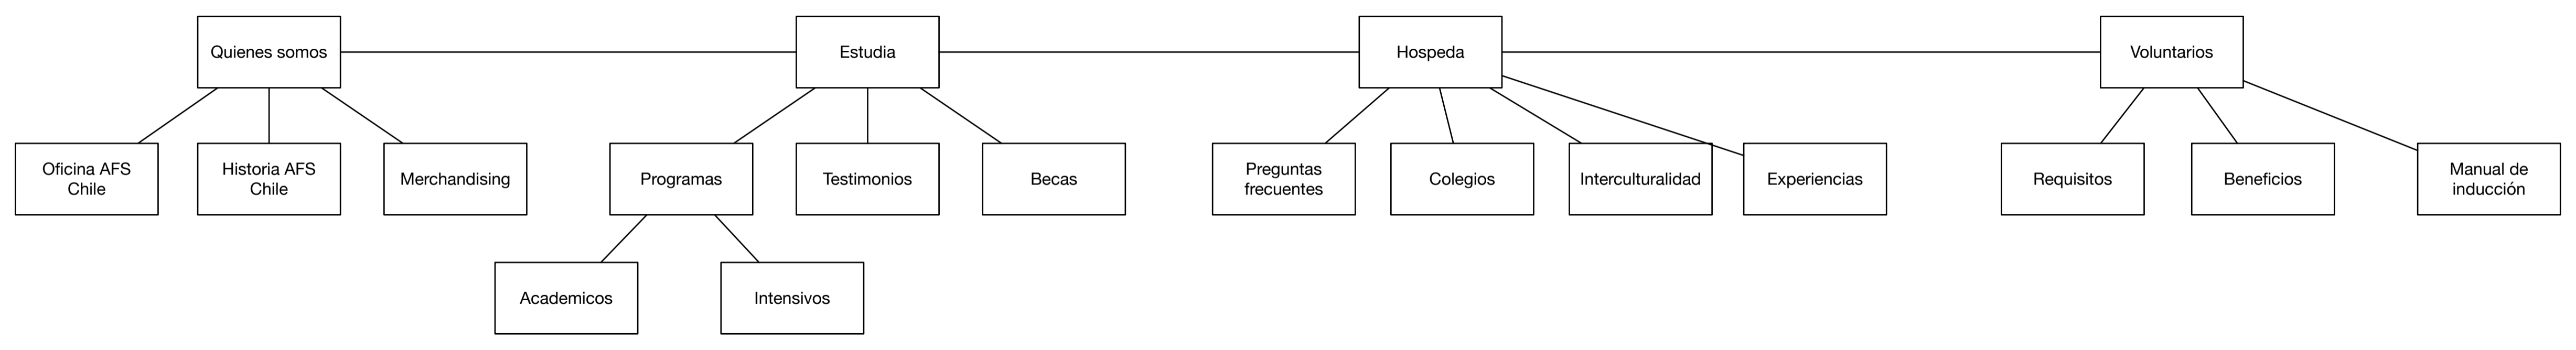 Quienes somos
Estudia
Hospeda
Voluntarios
Oficina AFS
Chile
Historia AFS
Chile
Merchandising
Programas
Testimonios
Becas
Preguntas
frecuentes
Colegios
Interculturalidad
Experiencias
Requisitos
Beneficios
Manual de
inducción
Academicos
Intensivos